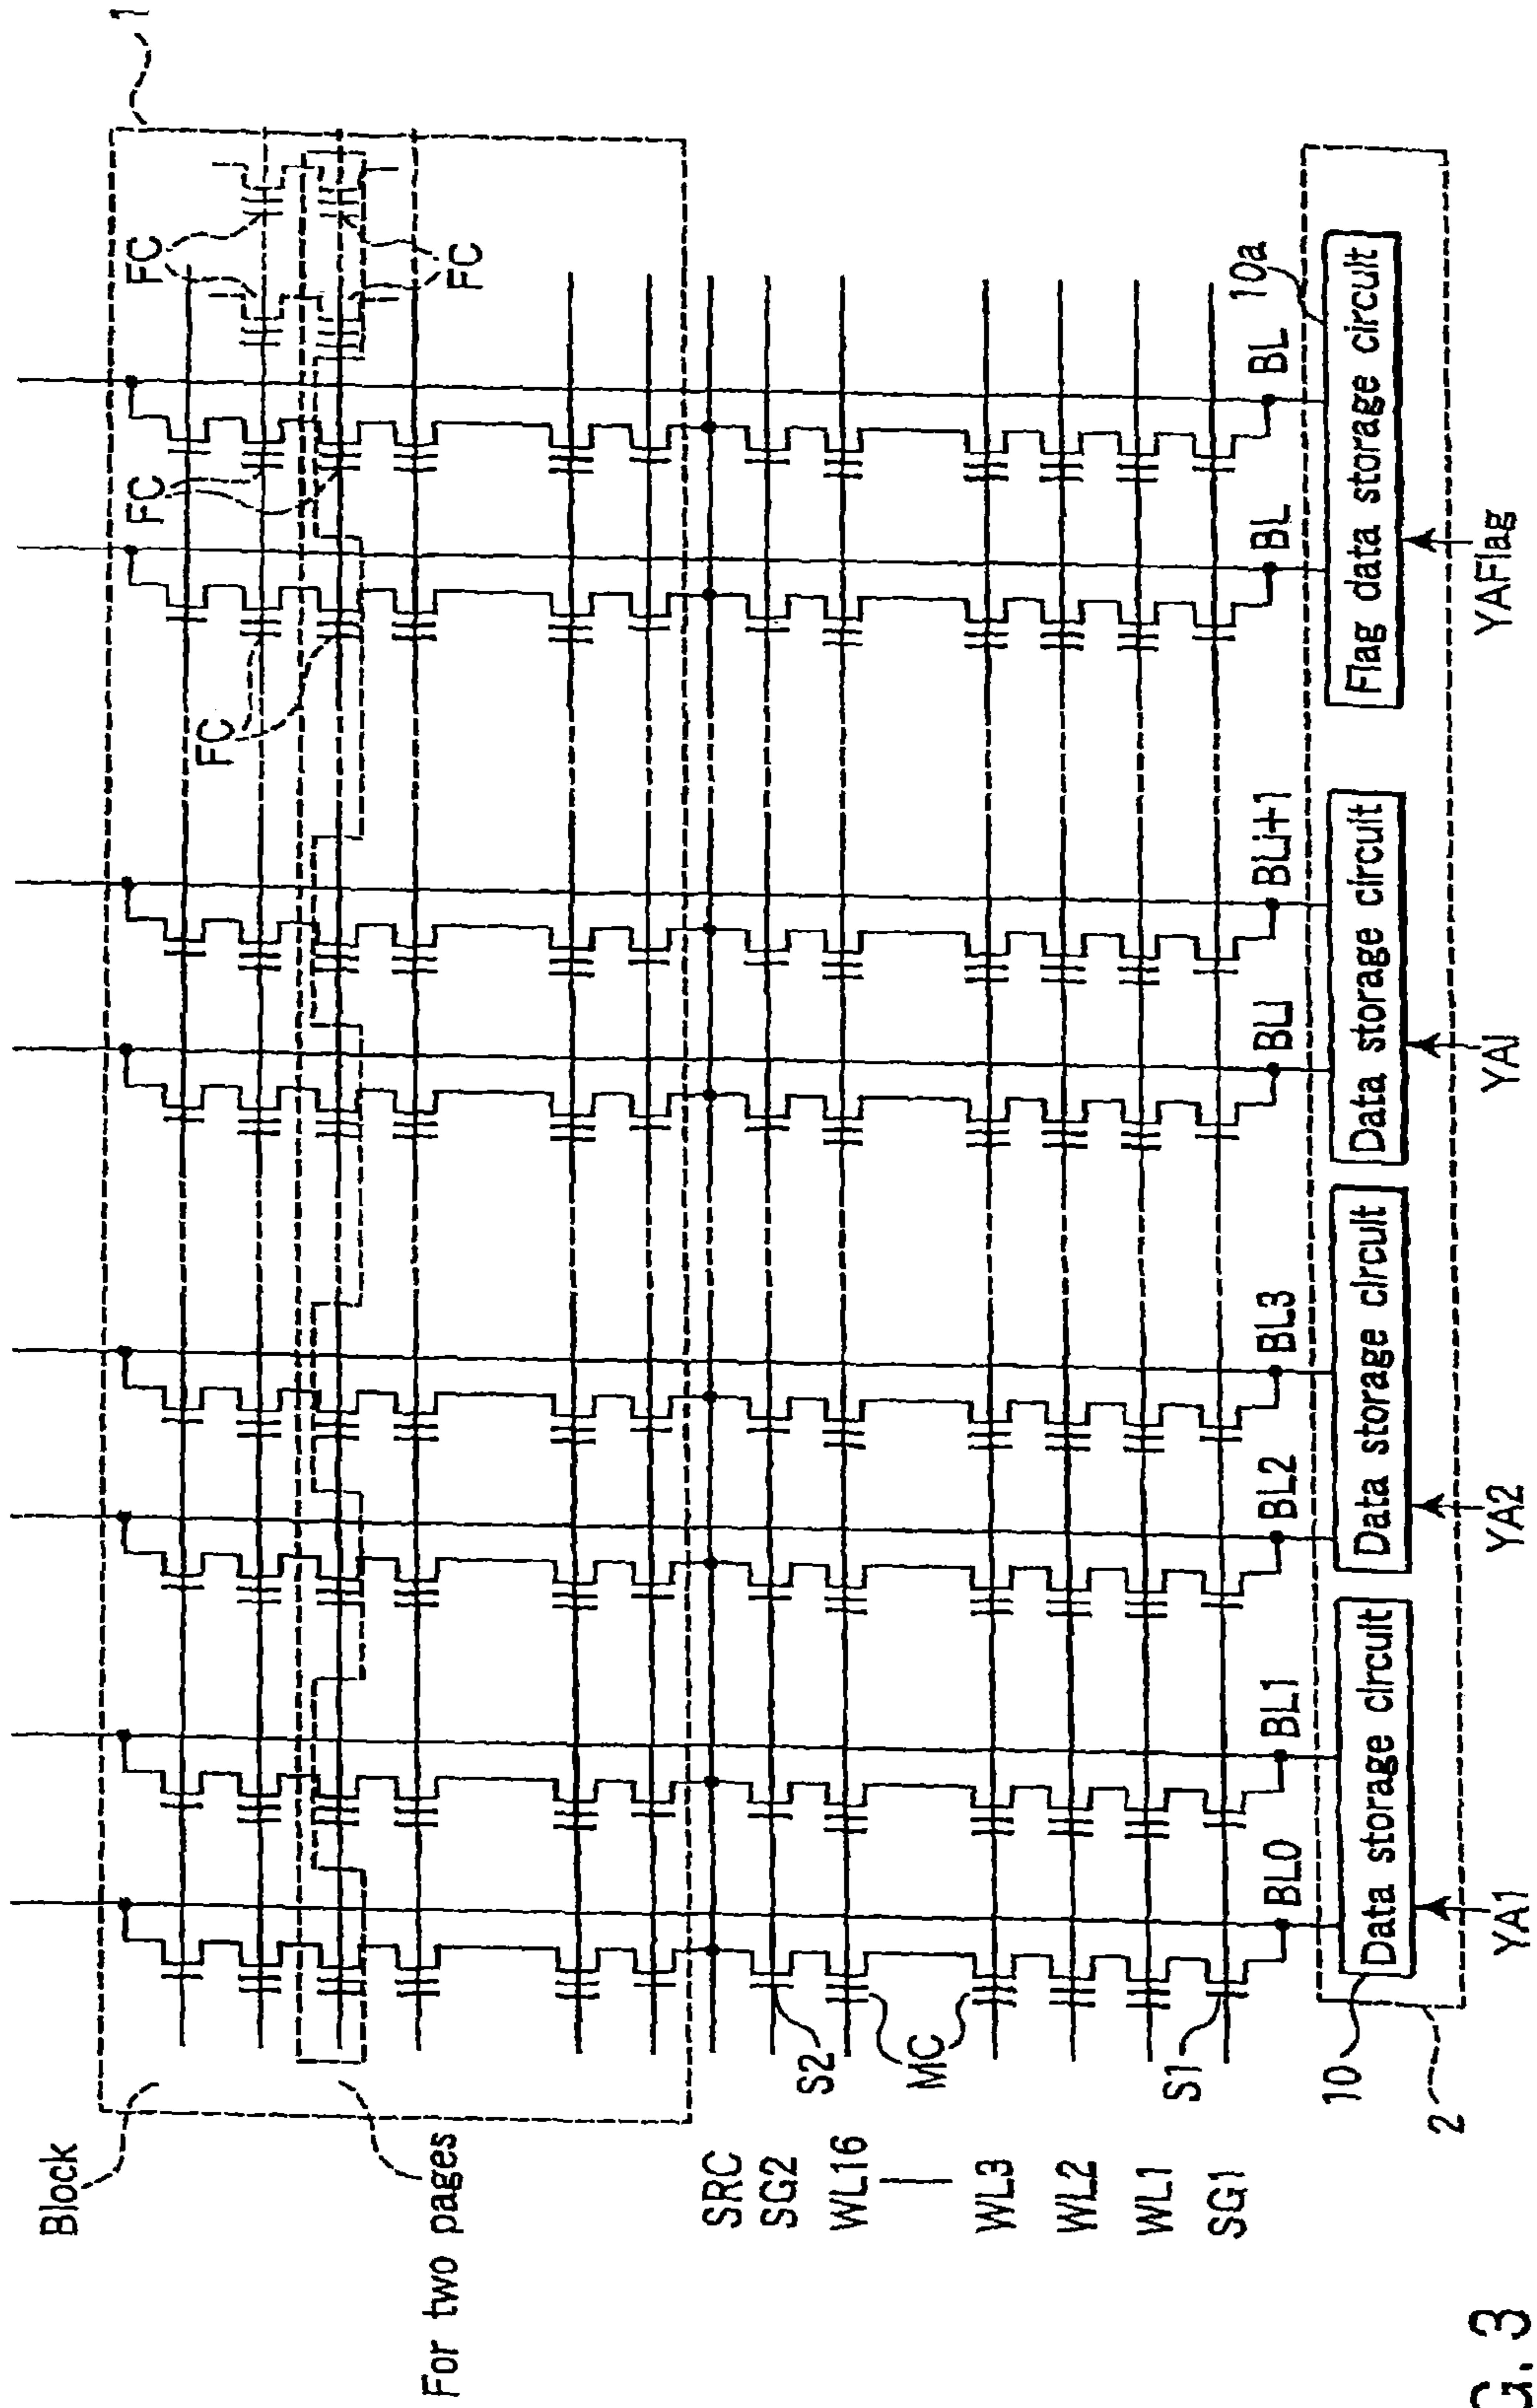 Block
For two pages
1
FC
FC
FC
FC
SRC
SG2
WL16
WL3
WL2
WL1
SG1
S2
MC
S1
BL0
BL1
BL2
BL3
BLi
BLi+1
BL
BL
10
10a
2
Data storage circuit
Data storage circuit
Data storage circuit
Flag data storage circuit
YA1
YA2
YAi
YAFlag
G. 3